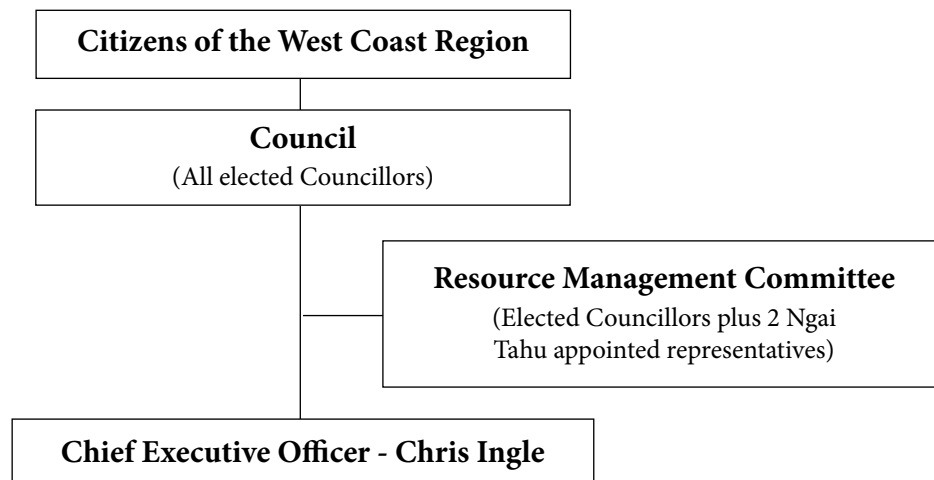 Citizens of the West Coast Region
Council
(All elected Councillors)
Resource Management Committee
(Elected Councillors plus 2 Ngai
Tahu appointed representatives)
Chief Executive Officer - Chris Ingle